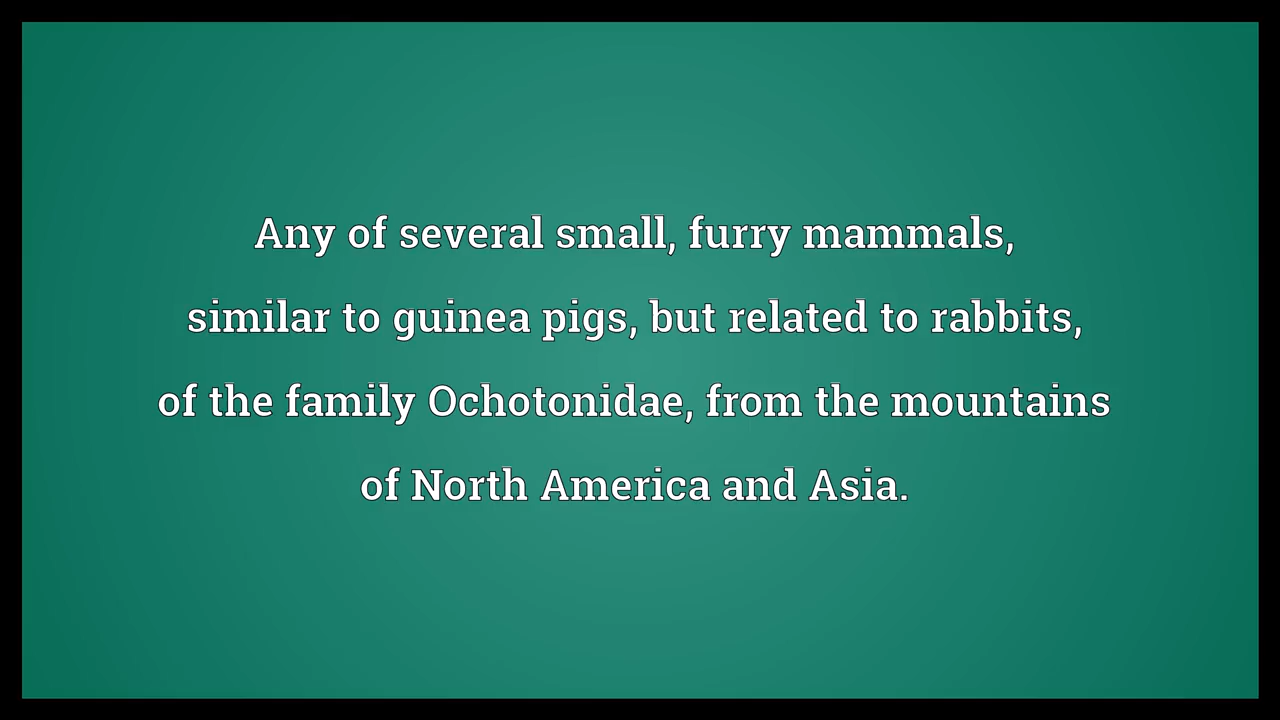 Any of several small, furry mammals,
similar to guinea pigs, but related to rabbits,
of the family Ochotonidae, from the mountains
of North America and Asia.